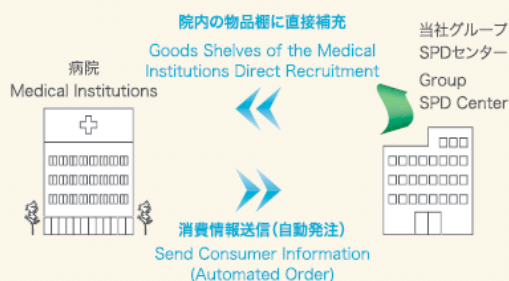 院内の物品棚に直接補充
Goods Shelves of the Medical
Institutions Direct Recruitment
病院
Medical Institutions
当社グループ
SPDセンター
Group
SPD Center
消費情報送信(自動発注)
Send Consumer Information
(Automated Order)